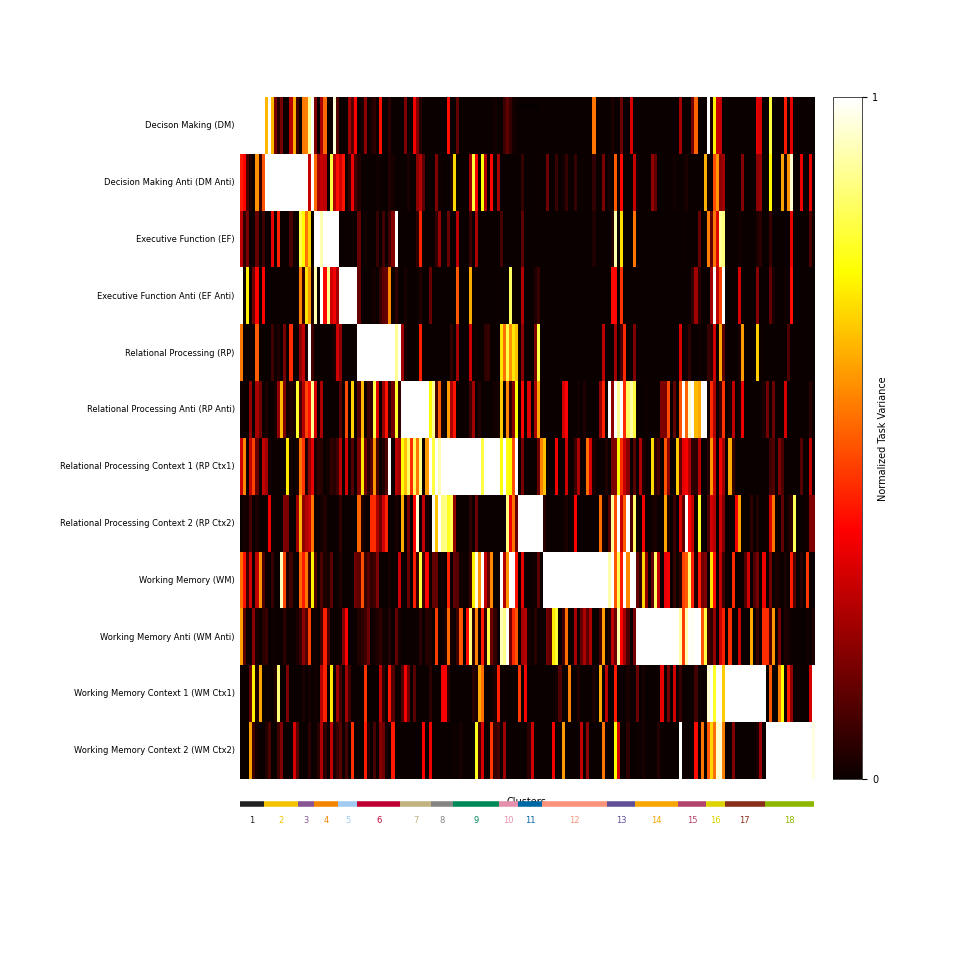 1
Decison Making (DM)
Decision Making Anti (DM Anti)
Executive Function (EF)
Executive Function Anti (EF Anti)
Relational Processing (RP)
Relational Processing Anti (RP Anti)
Relational Processing Context 1 (RP Ctx1)
Relational Processing Context 2 (RP Ctx2)
Working Memory (WM)
Working Memory Anti (WM Anti)
Working Memory Context 1 (WM Ctx1)
Working Memory Context 2 (WM Ctx2)
Normalized Task Variance
0
Clusters
1 2 3 4 5 6 7 8 9 10 11 12 13 14 15 16 17 18